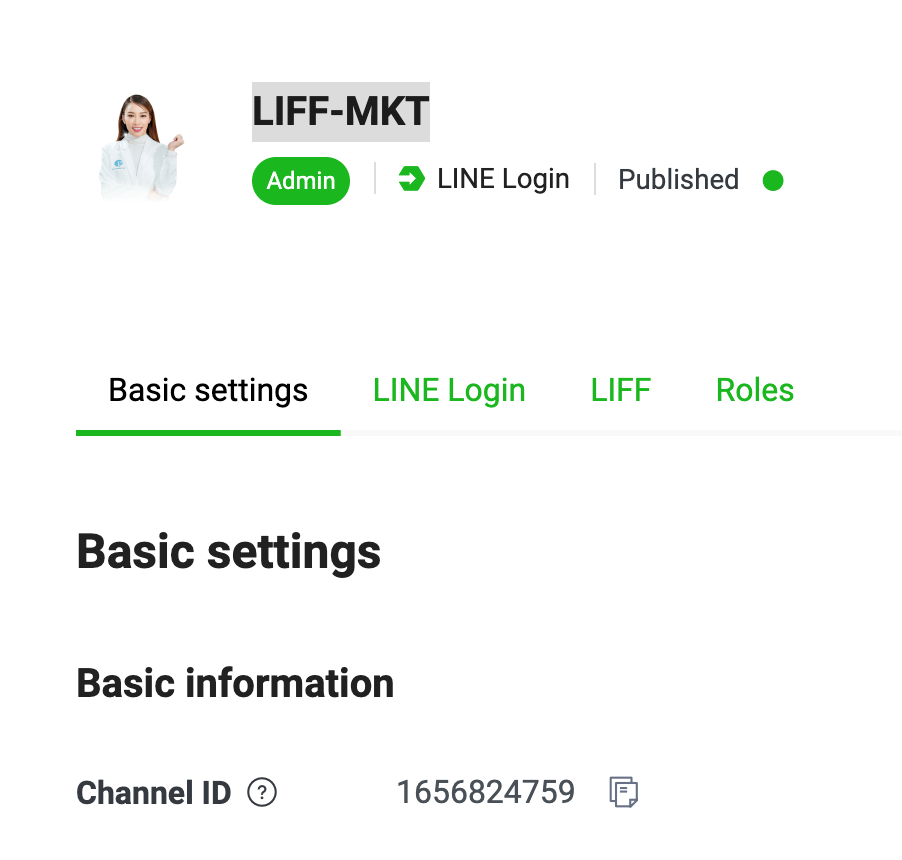 LIFF-MKT
Admin
LINE Login
Published
Basic settings
LINE Login
LIFF
Roles
Basic settings
Basic information
Channel ID ?
1656824759